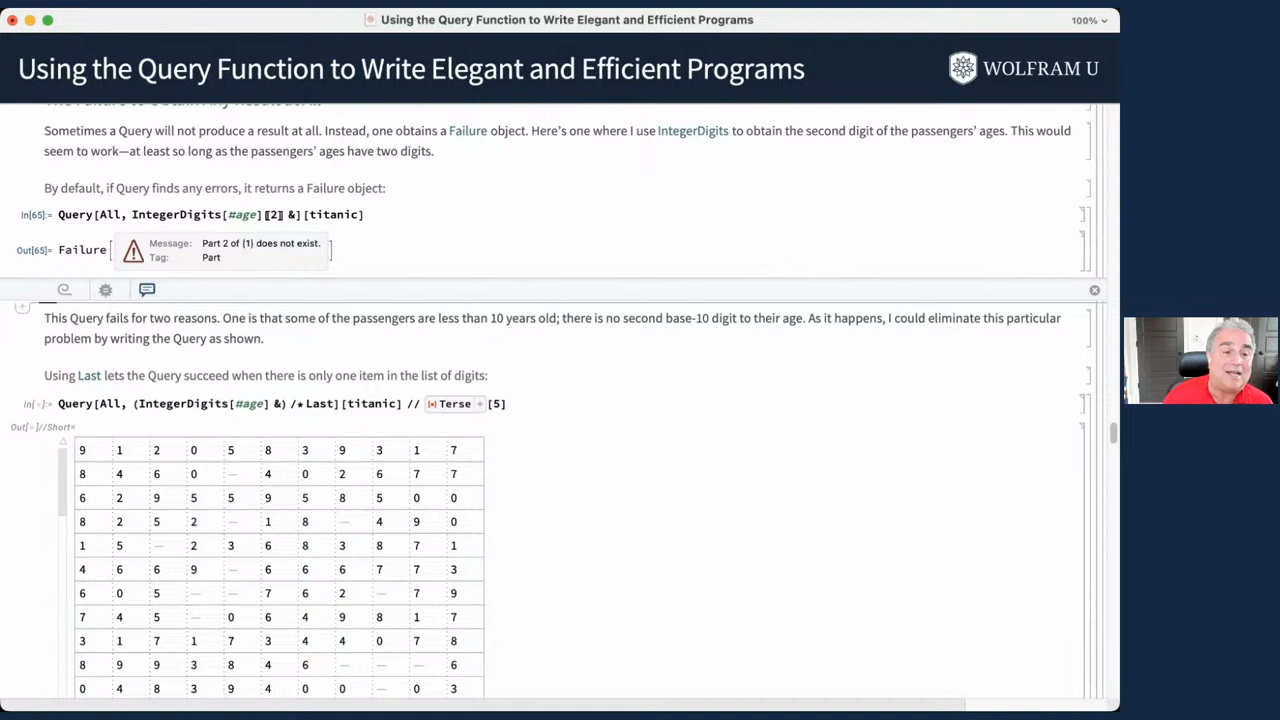 Using the Query Function to Write Elegant and Efficient Programs
100%
Using the Query Function to Write Elegant and Efficient Programs
WOLFRAM U
Sometimes a Query will not produce a result at all. Instead, one obtains a Failure object. Here's one where I use IntegerDigits to obtain the second digit of the passengers' ages. This would
seem to work—at least so long as the passengers' ages have two digits.
By default, if Query finds any errors, it returns a Failure object:
In[65]:= Query[All, IntegerDigits[#age]〚2〛 &][titanic]
Out[65]= Failure[
Message: Part 2 of {1} does not exist.
Tag: Part
]
This Query fails for two reasons. One is that some of the passengers are less than 10 years old; there is no second base-10 digit to their age. As it happens, I could eliminate this particular
problem by writing the Query as shown.
Using Last lets the Query succeed when there is only one item in the list of digits:
In[•]:= Query[All, (IntegerDigits[#age] &) /* Last][titanic] // Terse + [5]
Out[•]//Short=
9 1 2 0 5 8 3 9 3 1 7
8 4 6 0 — 4 0 2 6 7 7
6 2 9 5 5 9 5 8 5 0 0
8 2 5 2 — 1 8 — 4 9 0
1 5 — 2 3 6 8 3 8 7 1
4 6 6 9 — 6 6 6 7 7 3
6 0 5 — — 7 6 2 — 7 9
7 4 5 — 0 6 4 9 8 1 7
3 1 7 1 7 3 4 4 0 7 8
8 9 9 3 8 4 6 — — — 6
0 4 8 3 9 4 0 0 — 0 3